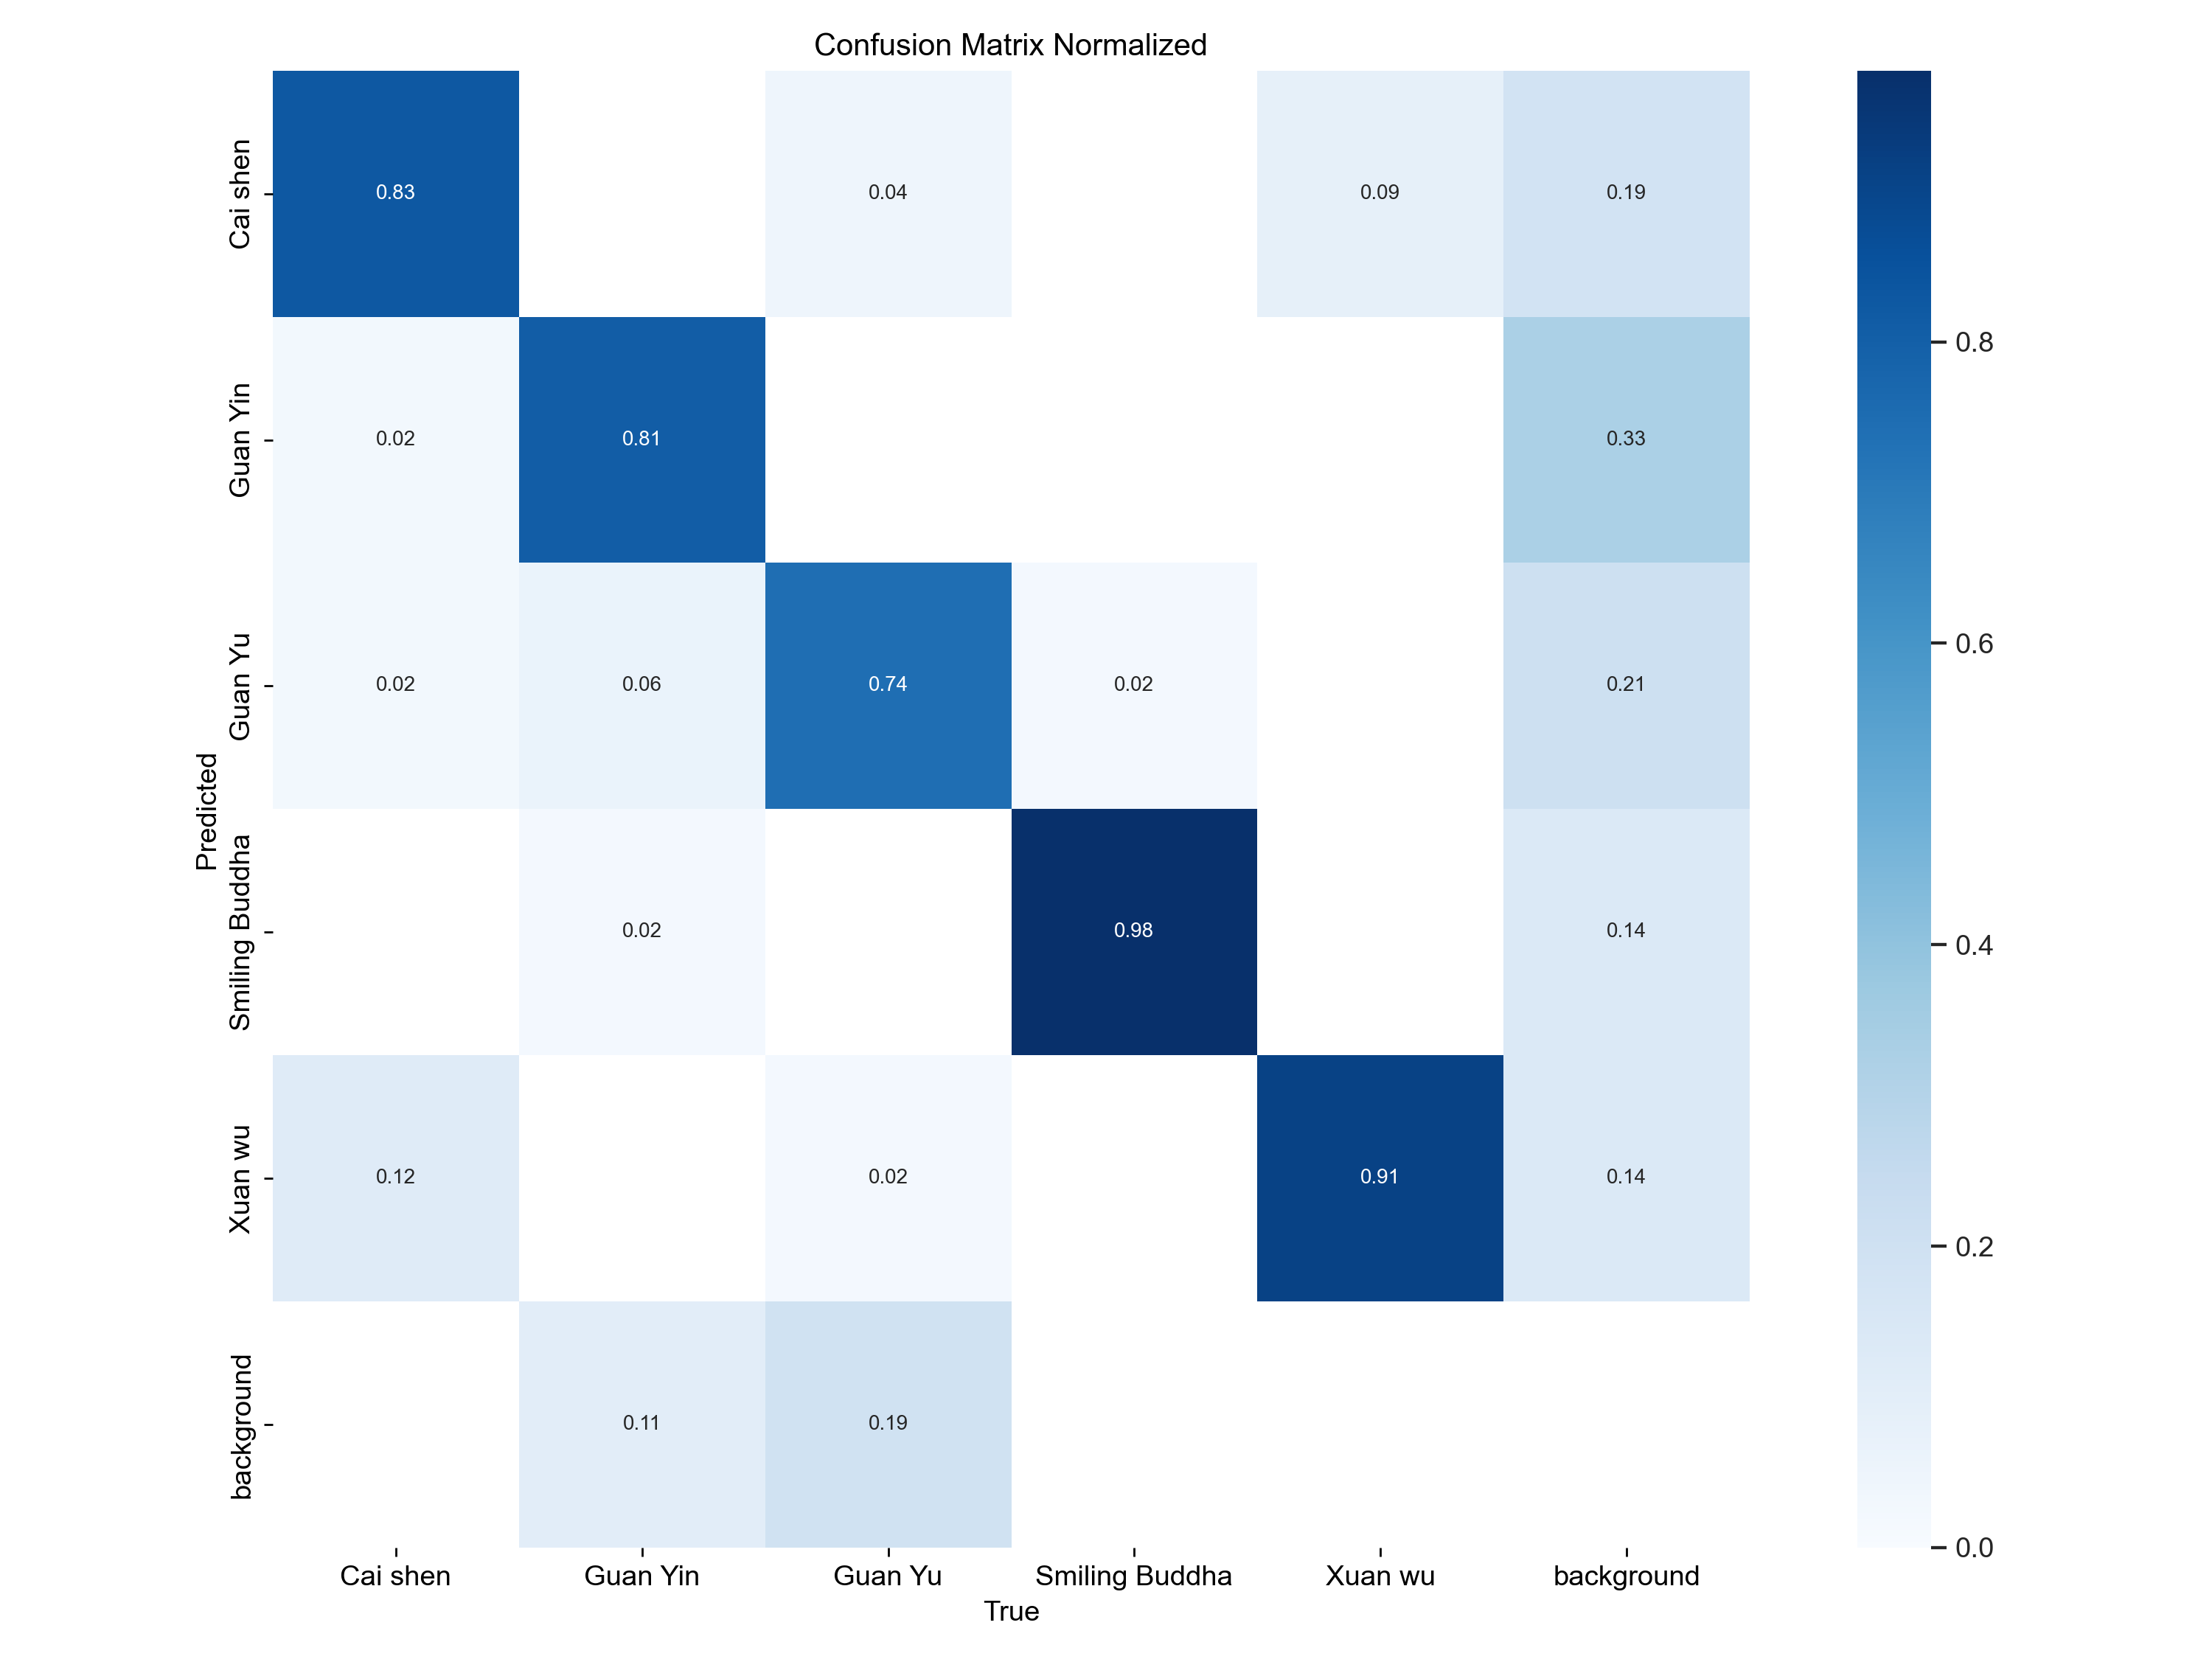 Confusion Matrix Normalized
Predicted
Cai shen
0.83
0.04
0.09
0.19
Guan Yin
0.02
0.81
0.33
Guan Yu
0.02
0.06
0.74
0.02
0.21
Smiling Buddha
0.02
0.98
0.14
Xuan wu
0.12
0.02
0.91
0.14
background
0.11
0.19
Cai shen
Guan Yin
Guan Yu
Smiling Buddha
Xuan wu
background
True
0.8
0.6
0.4
0.2
0.0